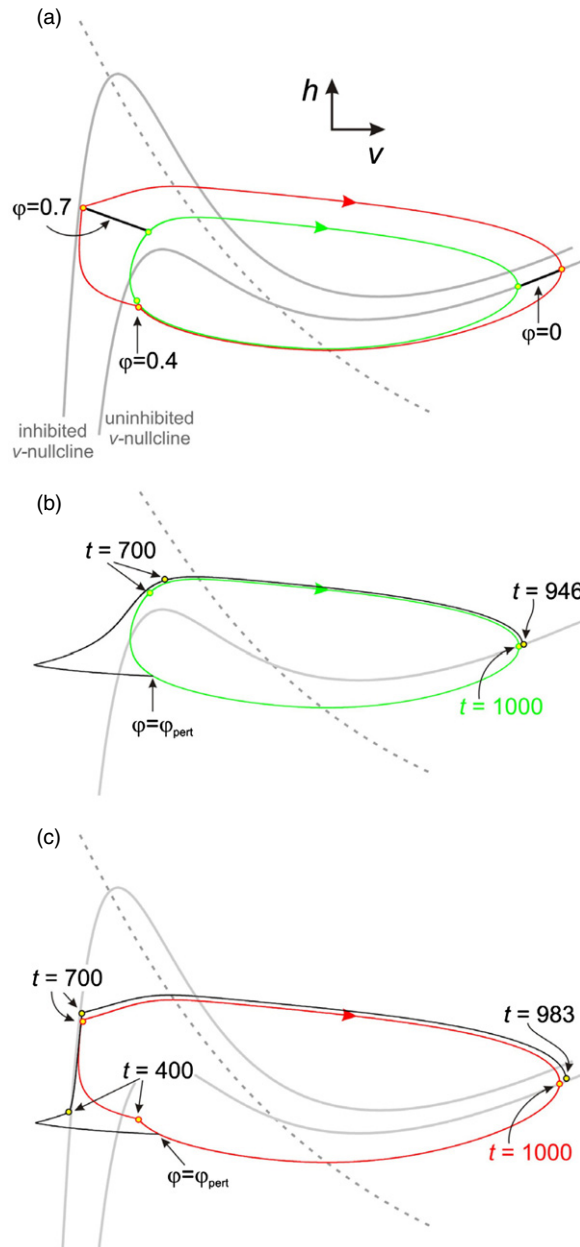 (a)
h
v
φ=0.7
φ=0
φ=0.4
inhibited
v-nullcline
uninhibited
v-nullcline
(b)
t = 700
t = 946
t = 1000
φ=φpert
(c)
t = 700
t = 983
t = 400
t = 1000
φ=φpert